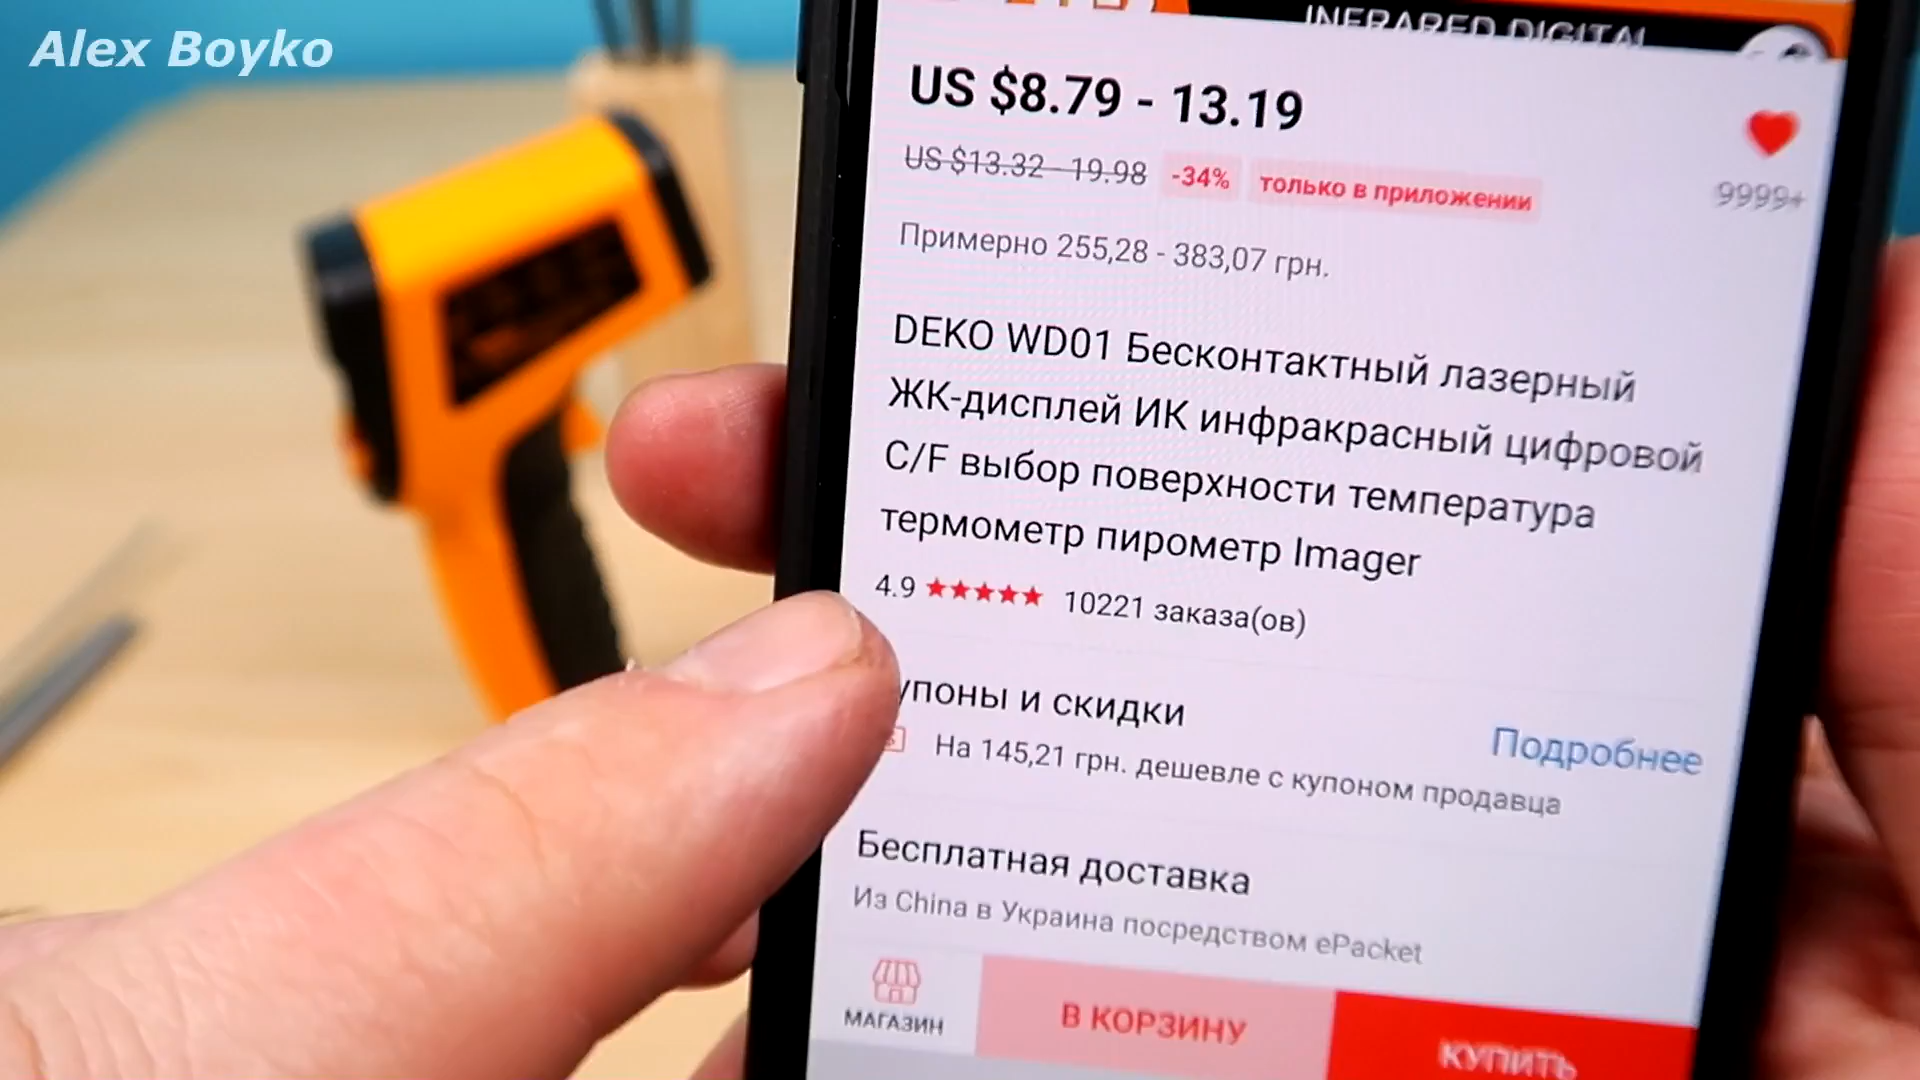 Alex Boyko
INFRARED DIGITAL
US $8.79 - 13.19
US $13.32 - 19.98 -34% только в приложении
9999+
Примерно 255,28 - 383,07 грн.
DEKO WD01 Бесконтактный лазерный
ЖК-дисплей ИК инфракрасный цифровой
C/F выбор поверхности температура
термометр пирометр Imager
4.9 ★★★★★ 10221 заказа(ов)
упоны и скидки
Подробнее
На 145,21 грн. дешевле с купоном продавца
Бесплатная доставка
Из China в Украина посредством ePacket
МАГАЗИН
В КОРЗИНУ
КУПИТЬ